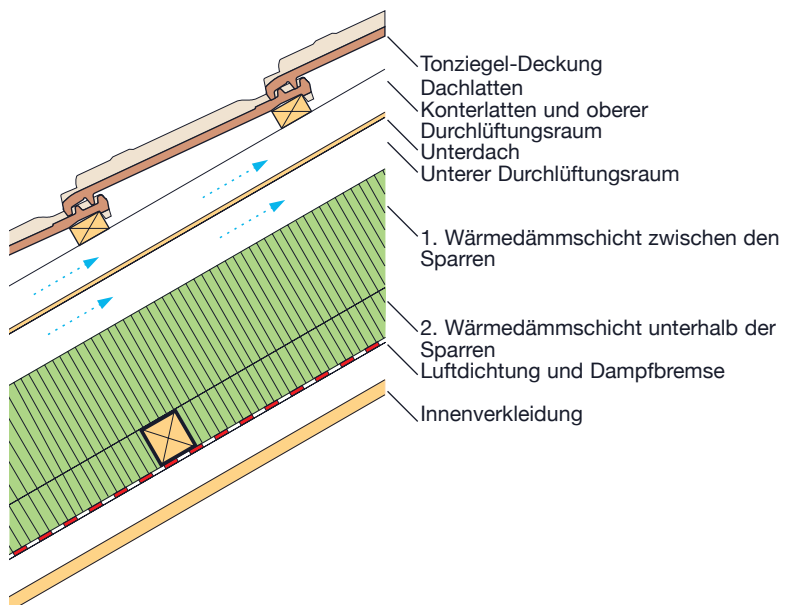 Tonziegel-Deckung
Dachlatten
Konterlatten und oberer
Durchlüftungsraum
Unterdach
Unterer Durchlüftungsraum
1. Wärmedämmschicht zwischen den
Sparren
2. Wärmedämmschicht unterhalb der
Sparren
Luftdichtung und Dampfbremse
Innenverkleidung